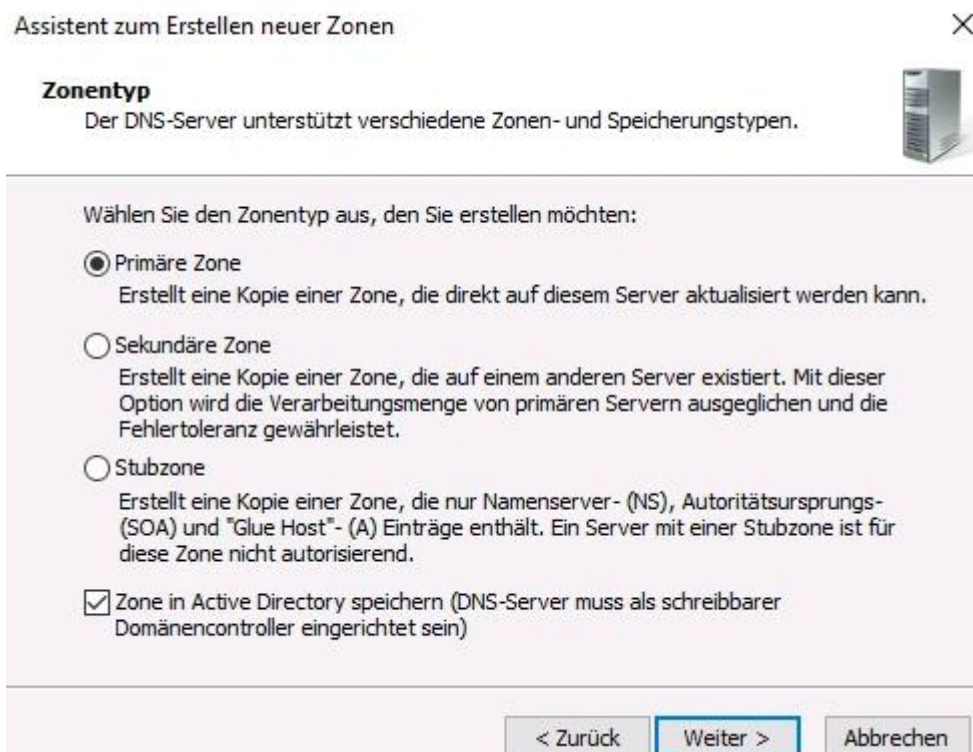 Assistent zum Erstellen neuer Zonen
Zonentyp
Der DNS-Server unterstützt verschiedene Zonen- und Speicherungstypen.
Wählen Sie den Zonentyp aus, den Sie erstellen möchten:
Primäre Zone
Erstellt eine Kopie einer Zone, die direkt auf diesem Server aktualisiert werden kann.
Sekundäre Zone
Erstellt eine Kopie einer Zone, die auf einem anderen Server existiert. Mit dieser
Option wird die Verarbeitungsmenge von primären Servern ausgeglichen und die
Fehlertoleranz gewährleistet.
Stubzone
Erstellt eine Kopie einer Zone, die nur Namenserver- (NS), Autoritätsursprungs-
(SOA) und "Glue Host"- (A) Einträge enthält. Ein Server mit einer Stubzone ist für
diese Zone nicht autorisierend.
Zone in Active Directory speichern (DNS-Server muss als schreibbarer
Domänencontroller eingerichtet sein)
< Zurück Weiter > Abbrechen